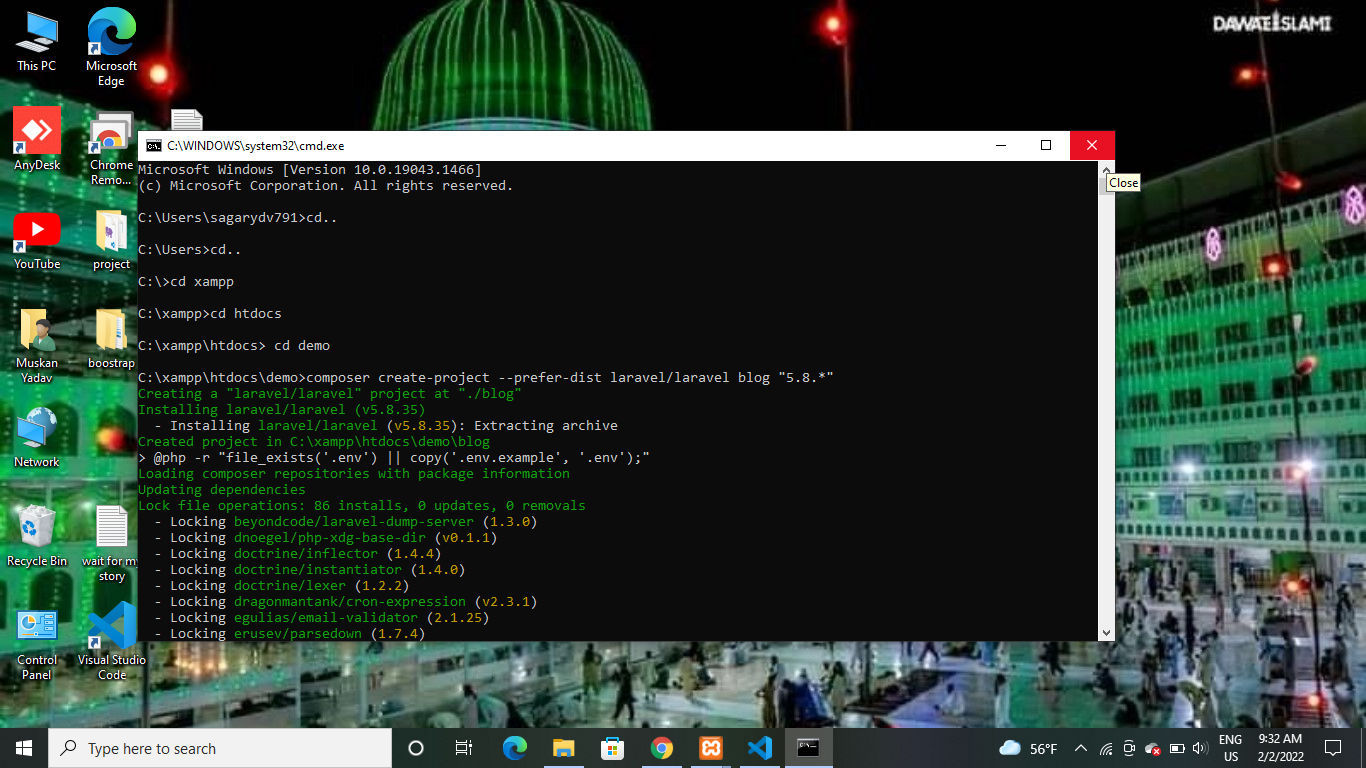 DAWATEISLAMI
This PC
Microsoft
Edge
AnyDesk
Chrome
Remo...
YouTube
project
Muskan
Yadav
boostrap
Network
Recycle Bin
wait for my
story
Control
Panel
Visual Studio
Code
C:\WINDOWS\system32\cmd.exe
Close
Microsoft Windows [Version 10.0.19043.1466]
(c) Microsoft Corporation. All rights reserved.
C:\Users\sagarydv791>cd..
C:\Users>cd..
C:\>cd xampp
C:\xampp>cd htdocs
C:\xampp\htdocs> cd demo
C:\xampp\htdocs\demo>composer create-project --prefer-dist laravel/laravel blog "5.8.*"
Creating a "laravel/laravel" project at "./blog"
Installing laravel/laravel (v5.8.35)
- Installing laravel/laravel (v5.8.35): Extracting archive
Created project in C:\xampp\htdocs\demo\blog
> @php -r "file_exists('.env') || copy('.env.example', '.env');"
Loading composer repositories with package information
Updating dependencies
Lock file operations: 86 installs, 0 updates, 0 removals
- Locking beyondcode/laravel-dump-server (1.3.0)
- Locking dnoegel/php-xdg-base-dir (v0.1.1)
- Locking doctrine/inflector (1.4.4)
- Locking doctrine/instantiator (1.4.0)
- Locking doctrine/lexer (1.2.2)
- Locking dragonmantank/cron-expression (v2.3.1)
- Locking egulias/email-validator (2.1.25)
- Locking erusev/parsedown (1.7.4)
Type here to search
56°F
ENG
US
9:32 AM
2/2/2022